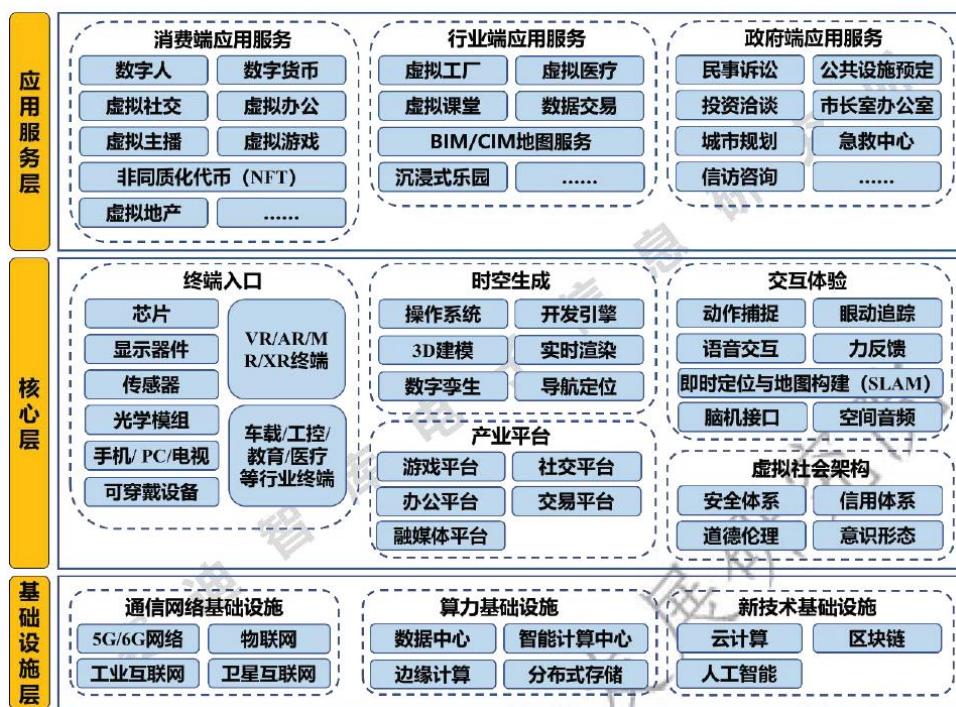 应用服务层
消费端应用服务
数字人 数字货币
虚拟社交 虚拟办公
虚拟主播 虚拟游戏
非同质化代币（NFT）
虚拟地产 ......
行业端应用服务
虚拟工厂 虚拟医疗
虚拟课堂 数据交易
BIM/CIM地图服务
沉浸式乐园 ......
政府端应用服务
民事诉讼 公共设施预定
投资洽谈 市长室办公室
城市规划 急救中心
信访咨询 ......
核心层
终端入口
芯片
显示器件
传感器
光学模组
手机/ PC/电视
可穿戴设备
VR/AR/M
R/XR终端
车载/工控/
教育/医疗
等行业终端
时空生成
操作系统 开发引擎
3D建模 实时渲染
数字孪生 导航定位
产业平台
游戏平台 社交平台
办公平台 交易平台
融媒体平台
交互体验
动作捕捉 眼动追踪
语音交互 力反馈
即时定位与地图构建（SLAM）
脑机接口 空间音频
虚拟社会架构
安全体系 信用体系
道德伦理 意识形态
基础设施层
通信网络基础设施
5G/6G网络 物联网
工业互联网 卫星互联网
算力基础设施
数据中心 智能计算中心
边缘计算 分布式存储
新技术基础设施
云计算 区块链
人工智能